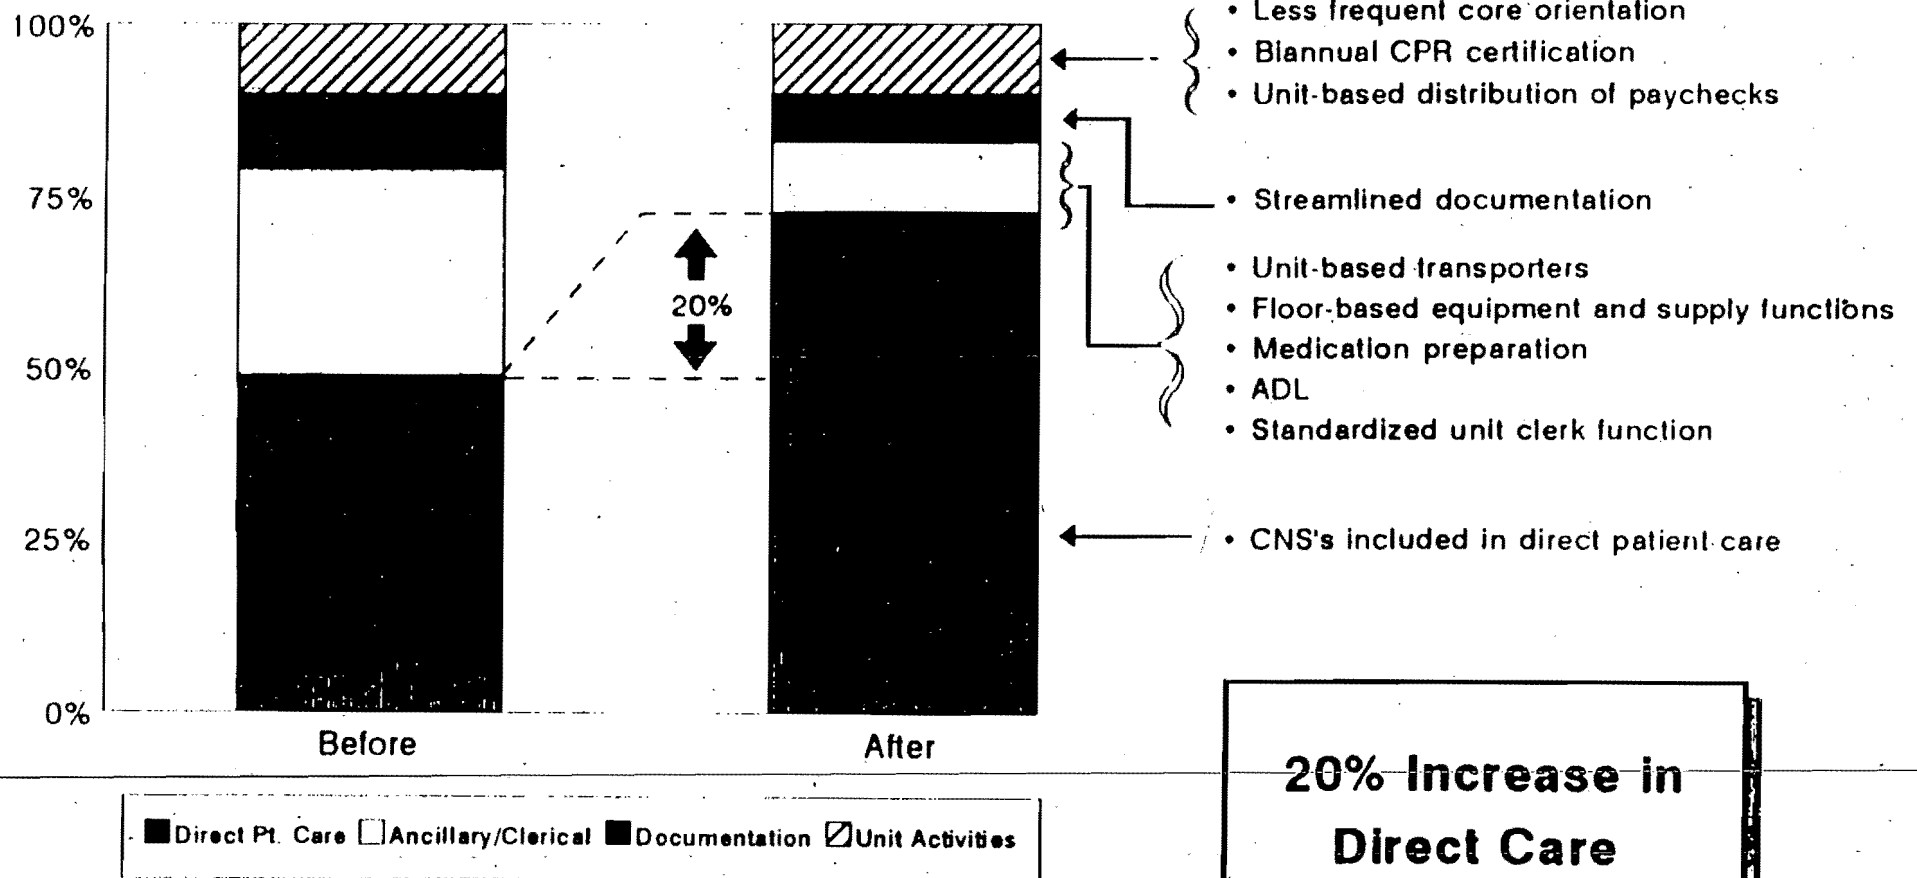 100%
75%
50%
25%
0%
Before
After
20%
• Less frequent core orientation
• Biannual CPR certification
• Unit-based distribution of paychecks
• Streamlined documentation
• Unit-based transporters
• Floor-based equipment and supply functions
• Medication preparation
• ADL
• Standardized unit clerk function
• CNS's included in direct patient care
Direct Pt. Care Ancillary/Clerical Documentation Unit Activities
20% Increase in
Direct Care